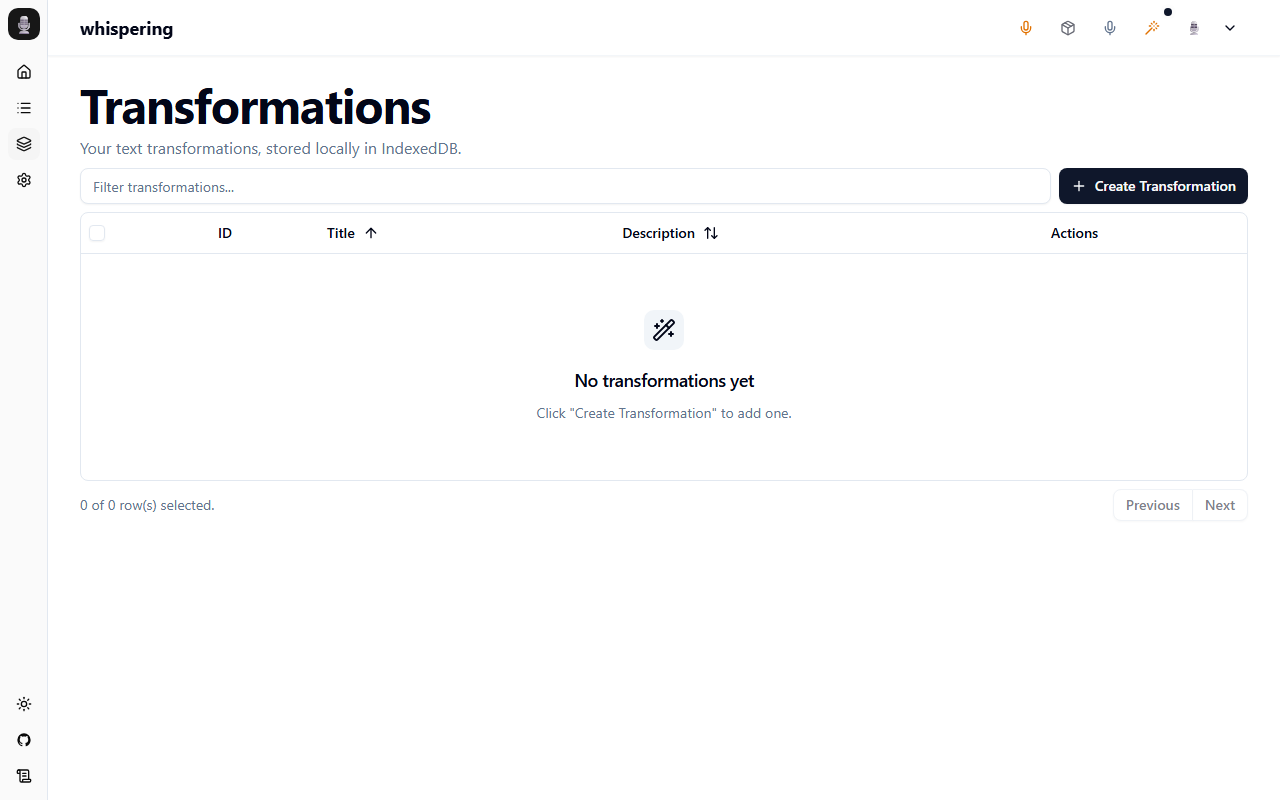 whispering
Transformations
Your text transformations, stored locally in IndexedDB.
Filter transformations...
Create Transformation
ID Title Description Actions
No transformations yet
Click "Create Transformation" to add one.
0 of 0 row(s) selected.
Previous Next